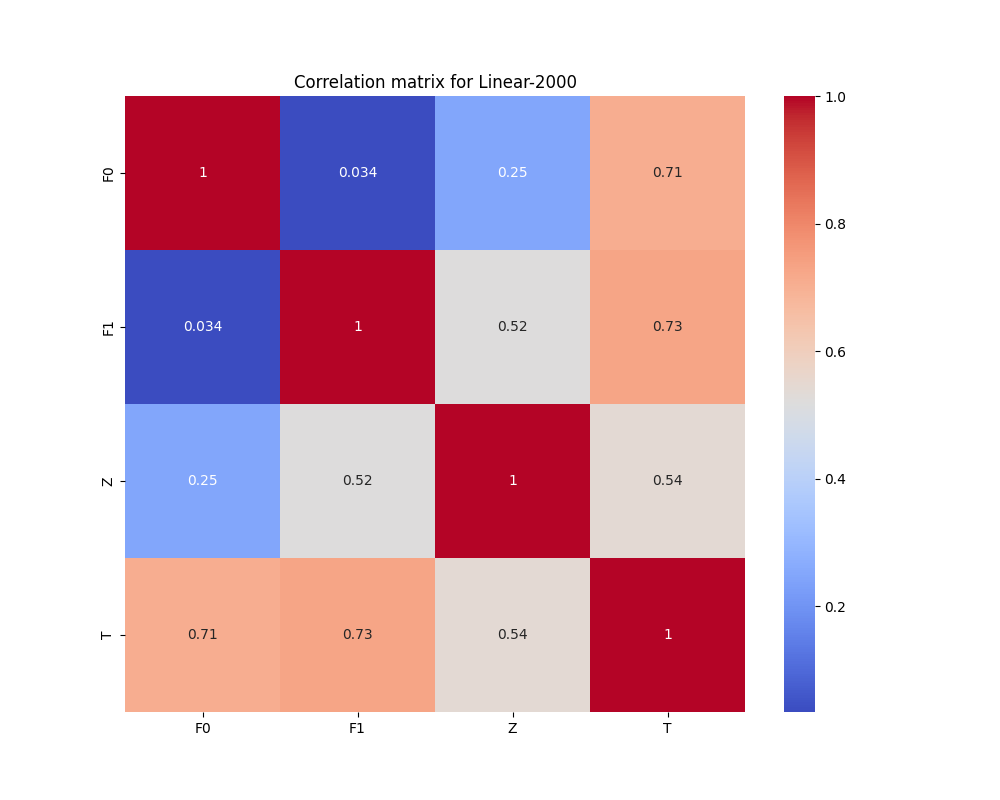 Correlation matrix for Linear-2000
F0 1 0.034 0.25 0.71
F1 0.034 1 0.52 0.73
Z 0.25 0.52 1 0.54
T 0.71 0.73 0.54 1
F0 F1 Z T
1.0
0.8
0.6
0.4
0.2